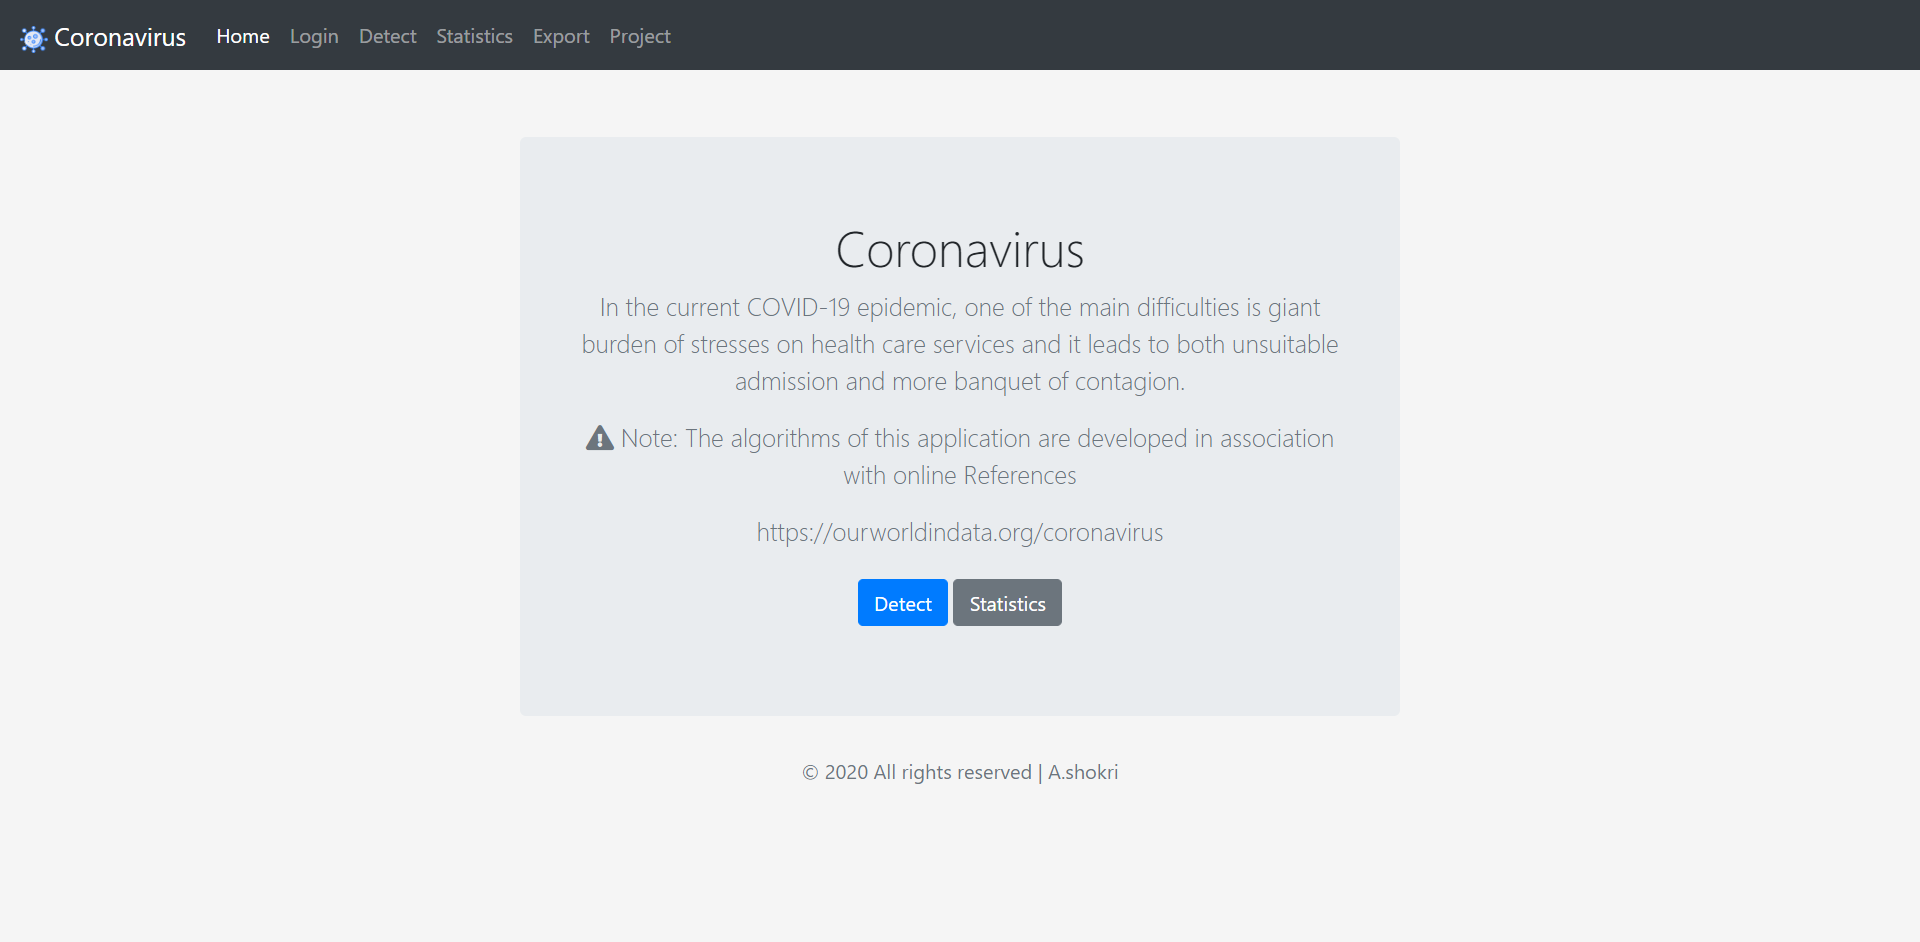 Coronavirus Home Login Detect Statistics Export Project
Coronavirus
In the current COVID-19 epidemic, one of the main difficulties is giant
burden of stresses on health care services and it leads to both unsuitable
admission and more banquet of contagion.
Note: The algorithms of this application are developed in association
with online References
https://ourworldindata.org/coronavirus
Detect Statistics
© 2020 All rights reserved | A.shokri